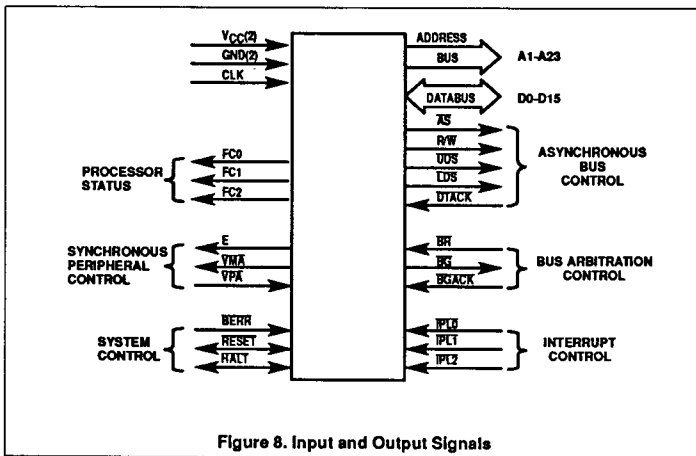 VCC(2)
GND(2)
CLK
ADDRESS
BUS
A1-A23
DATABUS
D0-D15
AS
R/W
UDS
LDS
DTACK
ASYNCHRONOUS
BUS
CONTROL
PROCESSOR
STATUS
FC0
FC1
FC2
SYNCHRONOUS
PERIPHERAL
CONTROL
E
VMA
VPA
BR
BG
BGACK
BUS ARBITRATION
CONTROL
SYSTEM
CONTROL
BERR
RESET
HALT
IPL0
IPL1
IPL2
INTERRUPT
CONTROL
Figure 8. Input and Output Signals